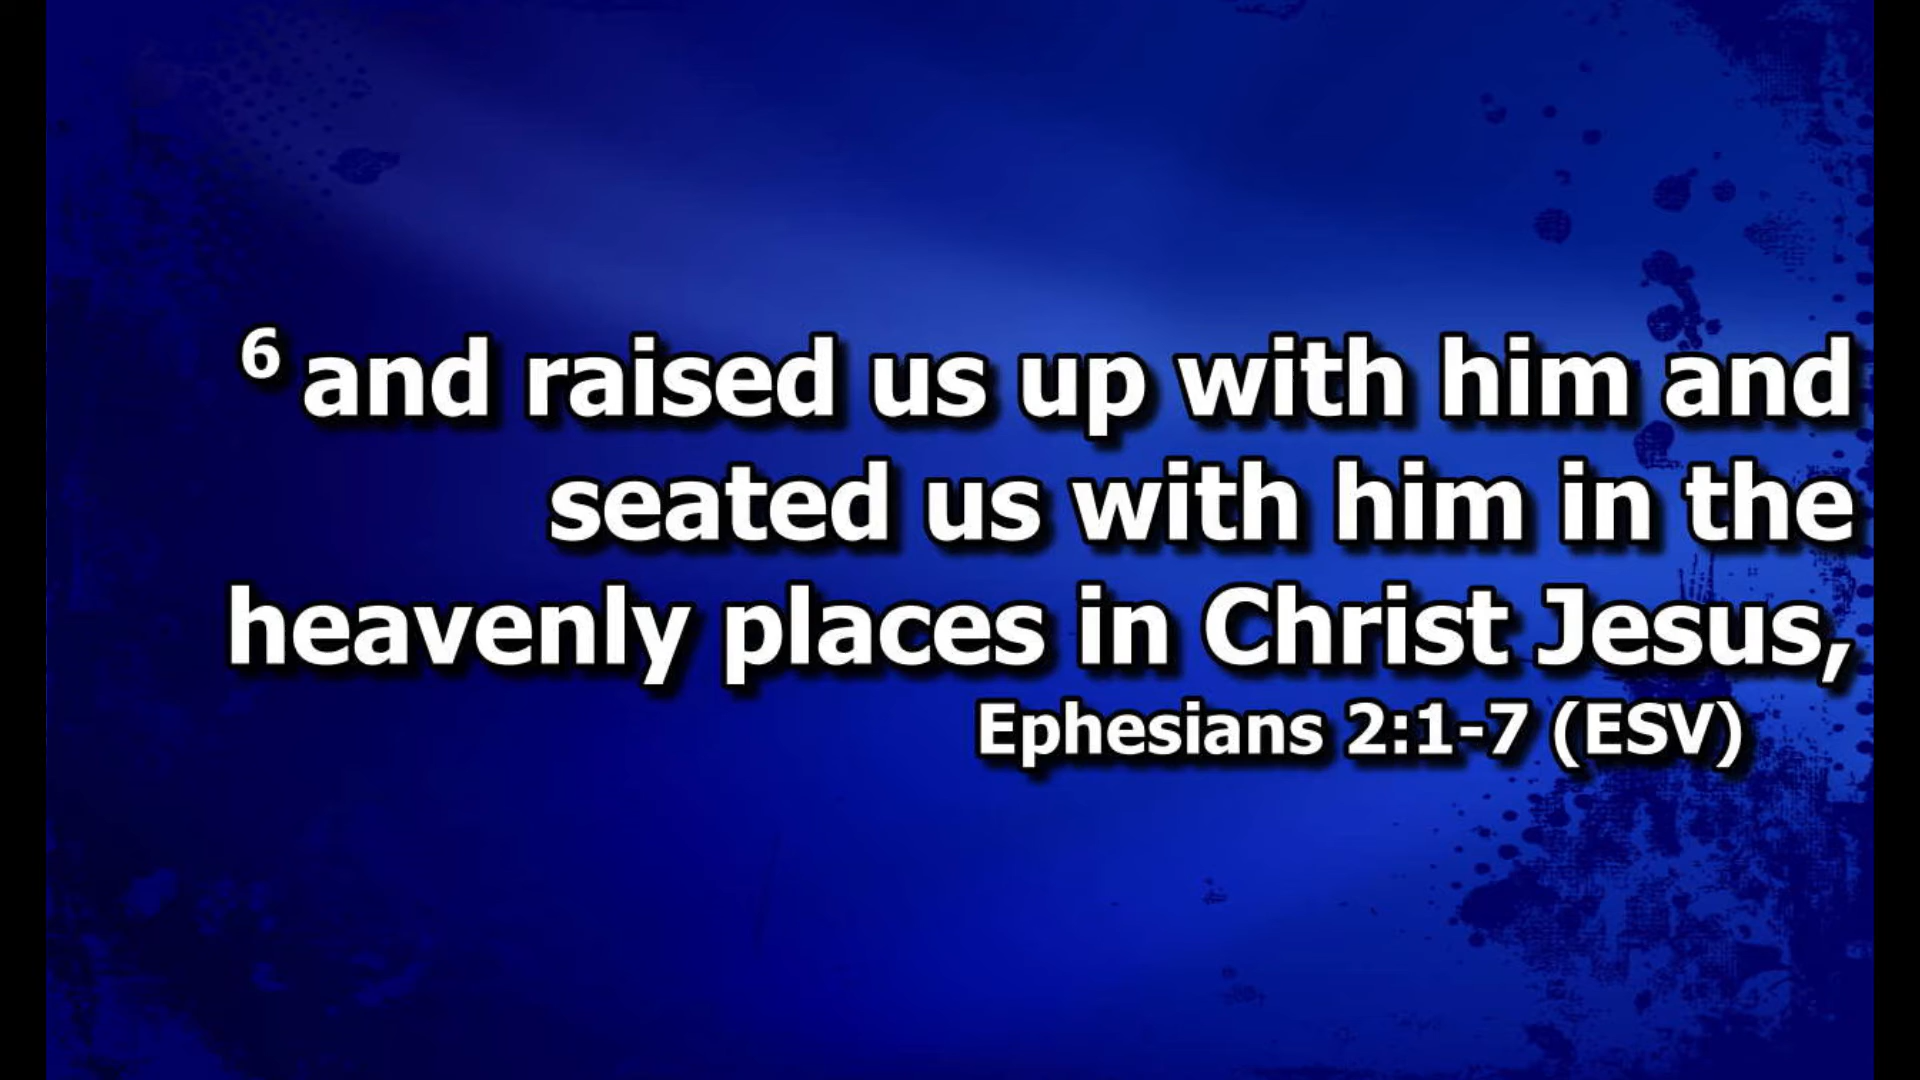 6 and raised us up with him and
seated us with him in the
heavenly places in Christ Jesus,
Ephesians 2:1-7 (ESV)